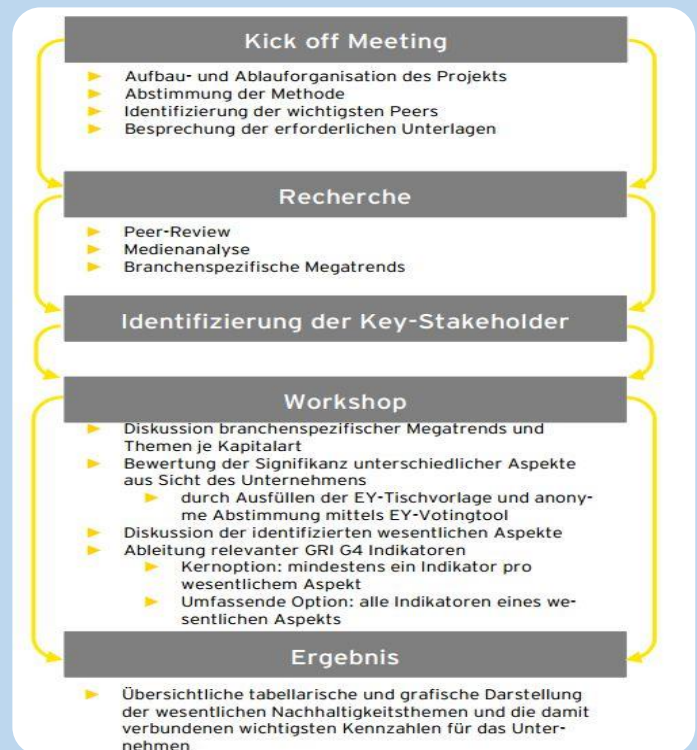 Kick off Meeting
Aufbau- und Ablauforganisation des Projekts
Abstimmung der Methode
Identifizierung der wichtigsten Peers
Besprechung der erforderlichen Unterlagen
Recherche
Peer-Review
Medienanalyse
Branchenspezifische Megatrends
Identifizierung der Key-Stakeholder
Workshop
Diskussion branchenspezifischer Megatrends und
Themen je Kapitalart
Bewertung der Signifikanz unterschiedlicher Aspekte
aus Sicht des Unternehmens
durch Ausfüllen der EY-Tischvorlage und anony-
me Abstimmung mittels EY-Votingtool
Diskussion der identifizierten wesentlichen Aspekte
Ableitung relevanter GRI G4 Indikatoren
Kernoption: mindestens ein Indikator pro
wesentlichem Aspekt
Umfassende Option: alle Indikatoren eines we-
sentlichen Aspekts
Ergebnis
Übersichtliche tabellarische und grafische Darstellung
der wesentlichen Nachhaltigkeitsthemen und die damit
verbundenen wichtigsten Kennzahlen für das Unter-
nehmen